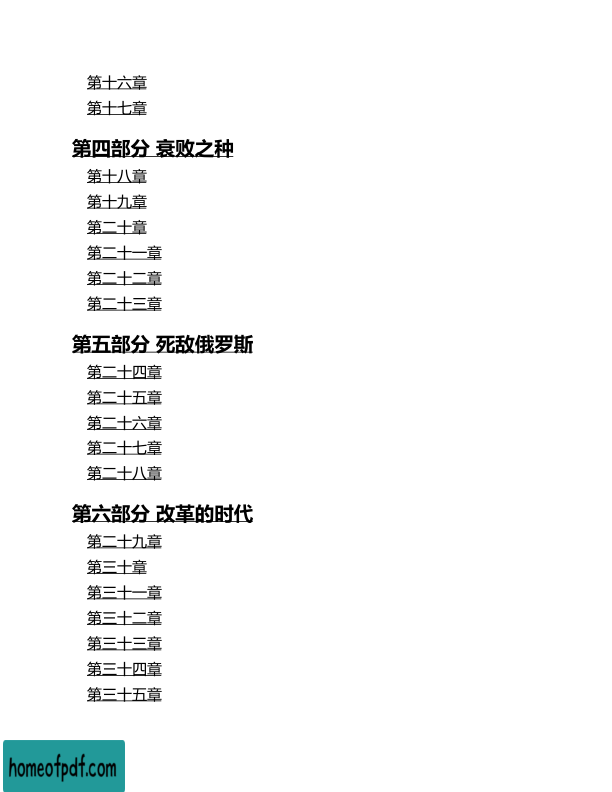 第十六章
第十七章
第四部分 衰败之种
第十八章
第十九章
第二十章
第二十一章
第二十二章
第二十三章
第五部分 死敌俄罗斯
第二十四章
第二十五章
第二十六章
第二十七章
第二十八章
第六部分 改革的时代
第二十九章
第三十章
第三十一章
第三十二章
第三十三章
第三十四章
第三十五章
homeofpdf.com